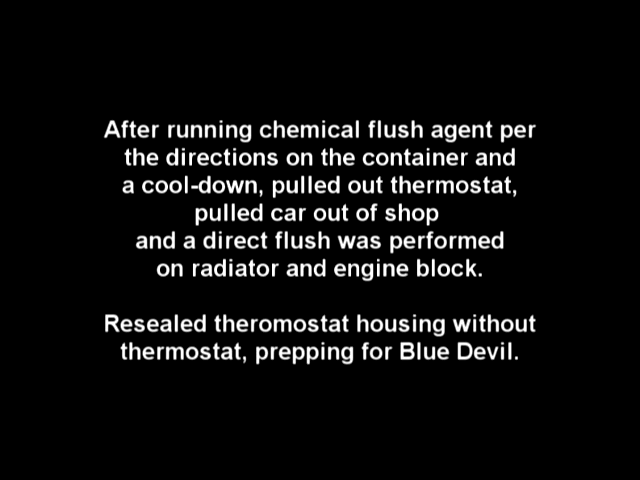 After running chemical flush agent per
the directions on the container and
a cool-down, pulled out thermostat,
pulled car out of shop
and a direct flush was performed
on radiator and engine block.
Resealed theromostat housing without
thermostat, prepping for Blue Devil.